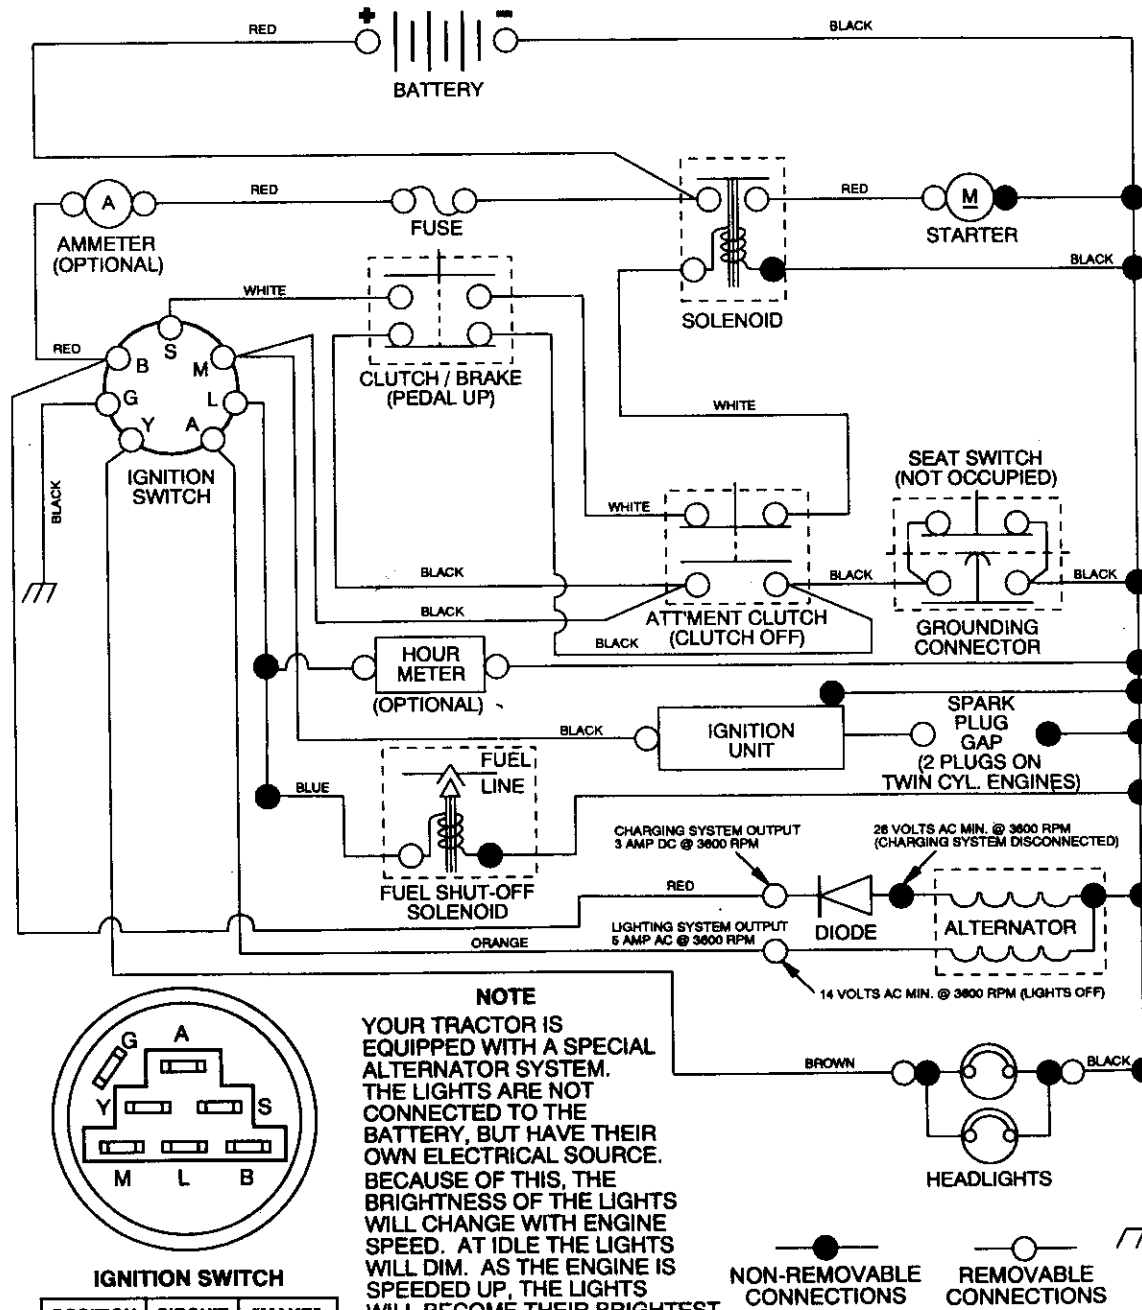 + -
RED
BLACK
BATTERY
A
RED
FUSE
RED
M
STARTER
AMMETER
(OPTIONAL)
BLACK
SOLENOID
WHITE
S
RED
B
M
G
L
Y
A
CLUTCH / BRAKE
(PEDAL UP)
IGNITION
SWITCH
BLACK
WHITE
SEAT SWITCH
(NOT OCCUPIED)
WHITE
BLACK
BLACK
BLACK
BLACK
ATT'MENT CLUTCH
(CLUTCH OFF)
BLACK
GROUNDING
CONNECTOR
HOUR
METER
(OPTIONAL)
BLACK
IGNITION
UNIT
SPARK
PLUG
GAP
(2 PLUGS ON
TWIN CYL. ENGINES)
FUEL
LINE
BLUE
FUEL SHUT-OFF
SOLENOID
CHARGING SYSTEM OUTPUT
3 AMP DC @ 3600 RPM
26 VOLTS AC MIN. @ 3600 RPM
(CHARGING SYSTEM DISCONNECTED)
RED
DIODE
ALTERNATOR
LIGHTING SYSTEM OUTPUT
5 AMP AC @ 3600 RPM
ORANGE
14 VOLTS AC MIN. @ 3600 RPM (LIGHTS OFF)
BROWN
BLACK
HEADLIGHTS
NOTE
YOUR TRACTOR IS
EQUIPPED WITH A SPECIAL
ALTERNATOR SYSTEM.
THE LIGHTS ARE NOT
CONNECTED TO THE
BATTERY, BUT HAVE THEIR
OWN ELECTRICAL SOURCE.
BECAUSE OF THIS, THE
BRIGHTNESS OF THE LIGHTS
WILL CHANGE WITH ENGINE
SPEED. AT IDLE THE LIGHTS
WILL DIM. AS THE ENGINE IS
SPEEDED UP, THE LIGHTS
WILL BECOME THEIR BRIGHTEST
G
A
Y
S
M
L
B
IGNITION SWITCH
POSITION CIRCUIT "MAKE"
NON-REMOVABLE
CONNECTIONS
REMOVABLE
CONNECTIONS